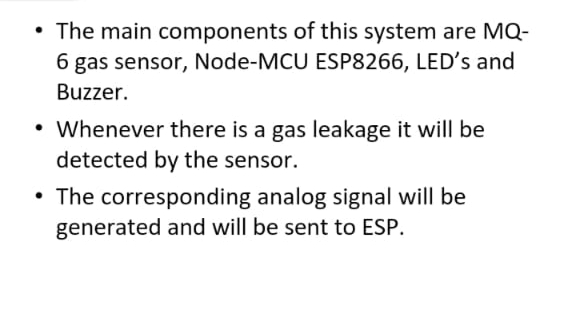 • The main components of this system are MQ-
6 gas sensor, Node-MCU ESP8266, LED's and
Buzzer.
• Whenever there is a gas leakage it will be
detected by the sensor.
• The corresponding analog signal will be
generated and will be sent to ESP.